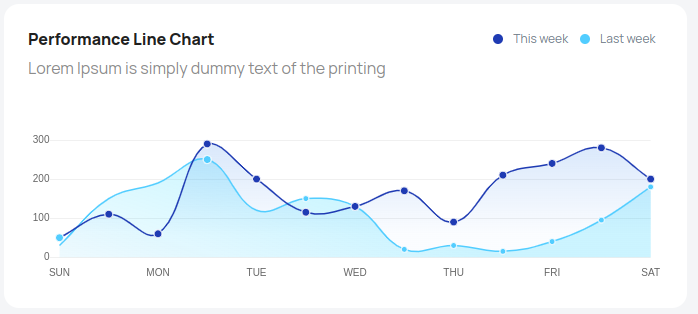 Performance Line Chart
This week
Last week
Lorem Ipsum is simply dummy text of the printing
300
200
100
0
SUN MON TUE WED THU FRI SAT